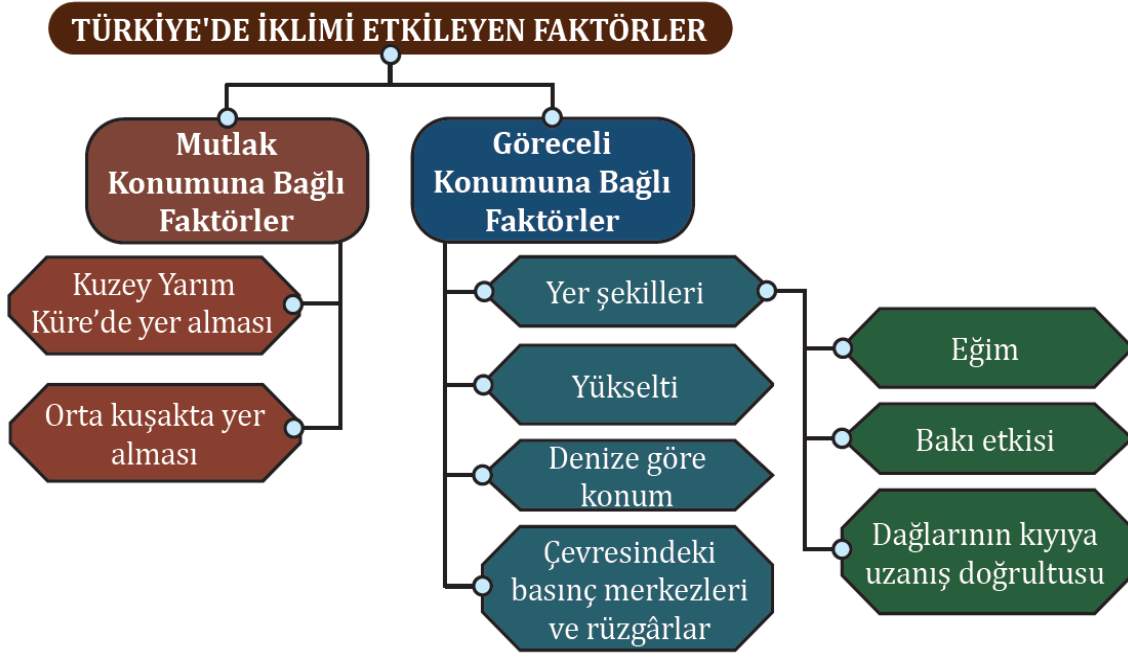 TÜRKİYE'DE İKLİMİ ETKİLEYEN FAKTÖRLER
Mutlak
Konumuna Bağlı
Faktörler
Kuzey Yarım
Küre’de yer alması
Orta kuşakta yer
alması
Göreceli
Konumuna Bağlı
Faktörler
Yer şekilleri
Yükselti
Denize göre
konum
Çevresindeki
basınç merkezleri
ve rüzgârlar
Eğim
Bakı etkisi
Dağlarının kıyıya
uzanış doğrultusu